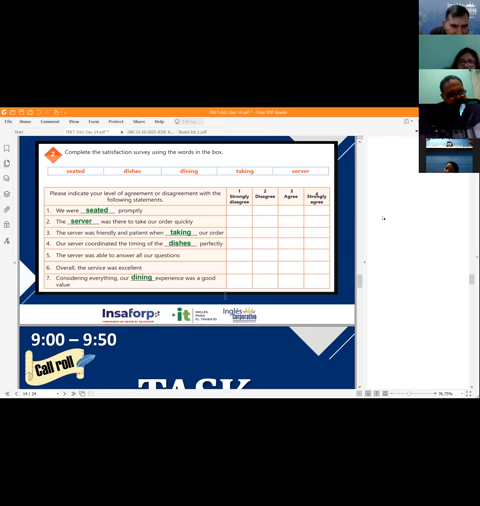 File Home Comment View Form Protect Share Help
Start
2 Complete the satisfaction survey using the words in the box.
seated dishes dining taking server
Please indicate your level of agreement or disagreement with the following statements.
1 Strongly disagree
2 Disagree
3 Agree
4 Strongly agree
1. We were seated promptly
2. The server was there to take our order quickly
3. The server was friendly and patient when taking our order
4. Our server coordinated the timing of the dishes perfectly
5. The server was able to answer all our questions
6. Overall, the service was excellent
7. Considering everything, our dining experience was a good value
Insaforp
it INGLÉS PARA EL TRABAJO
Inglés Corporativo
9:00 – 9:50
Call roll
TASK
14 / 24
76.75%